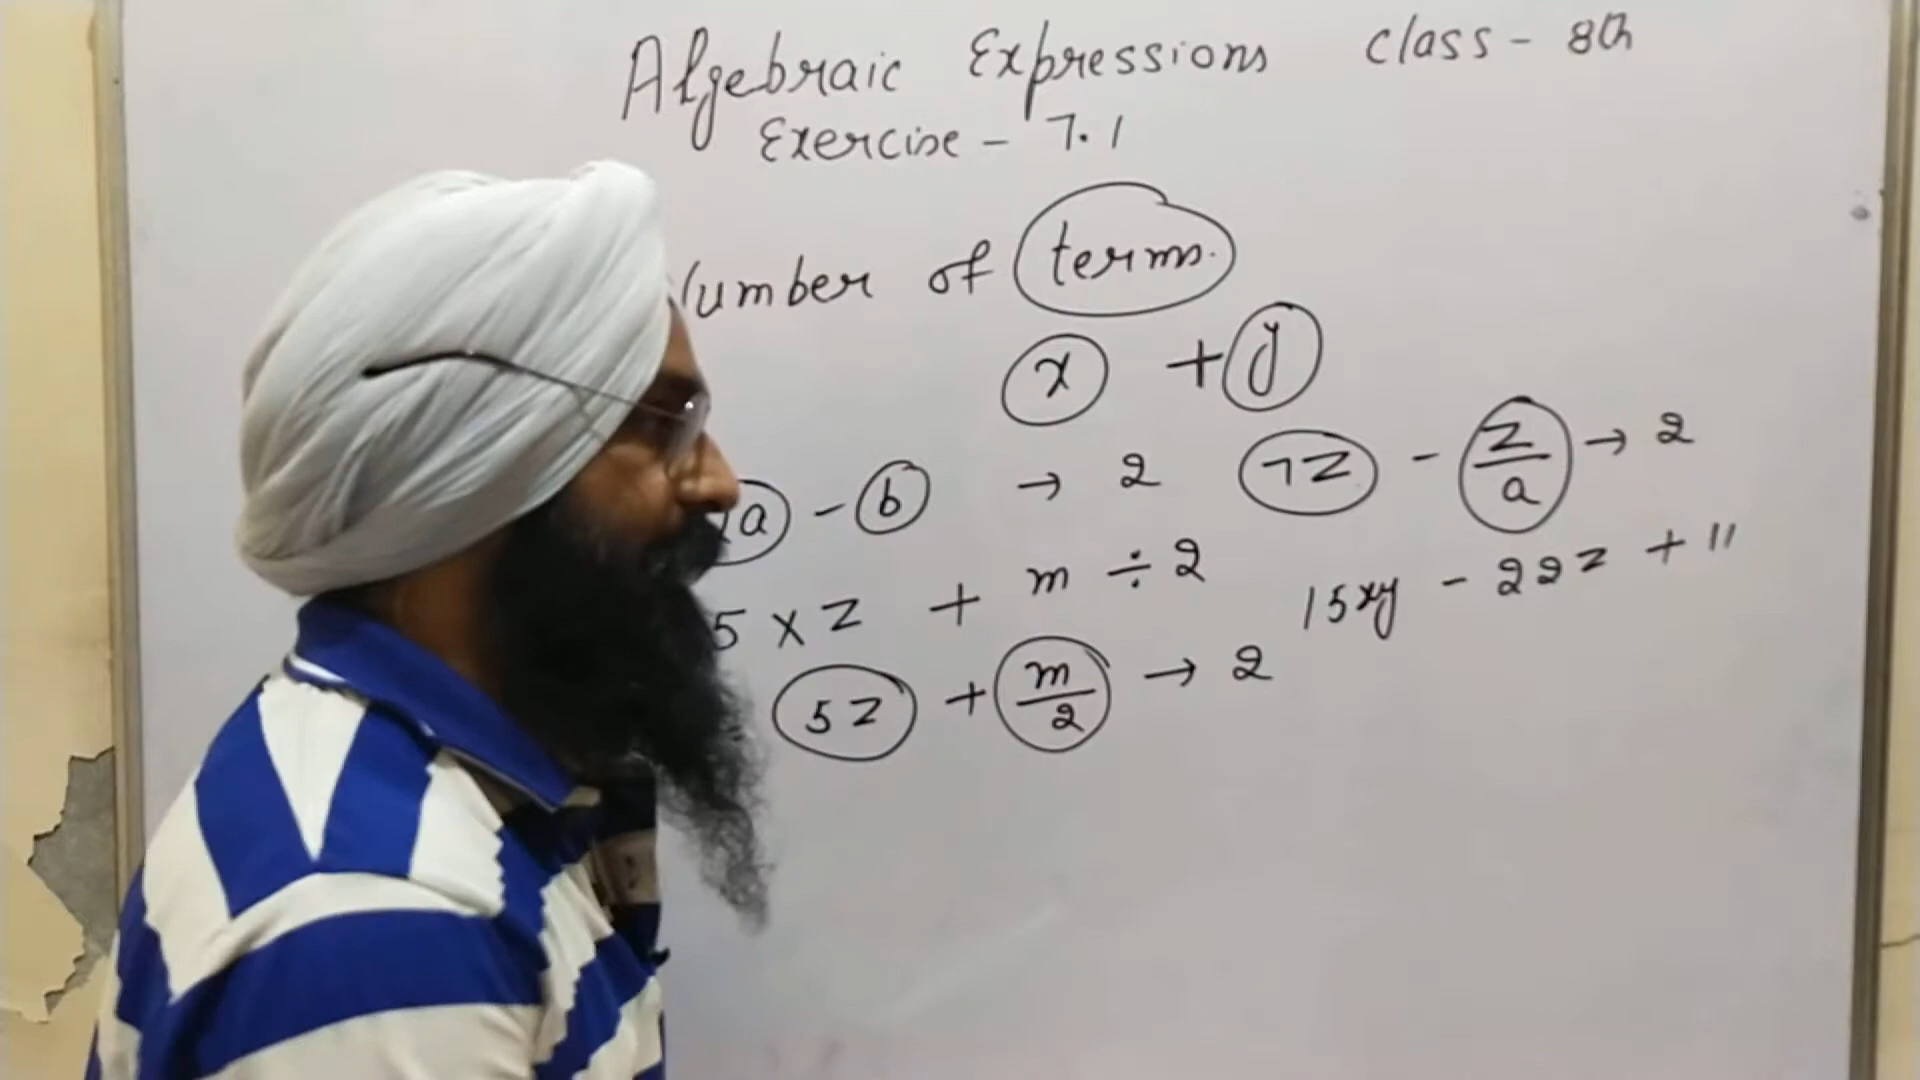 Algebraic Expressions class - 8th
Exercise - 7.1
Number of terms.
x + y
a - b → 2 7z - z/a → 2
5 x z + m ÷ 2 15xy - 22z + 11
5z + m/2 → 2